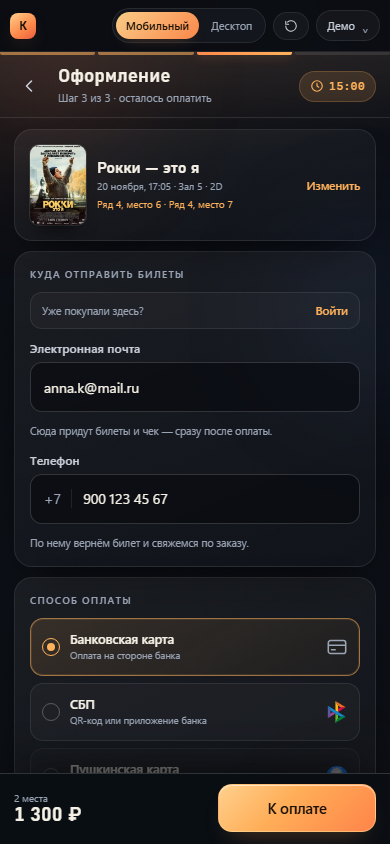 К
Мобильный
Десктоп
Демо
Оформление
Шаг 3 из 3 · осталось оплатить
15:00
РОККИ
Рокки — это я
20 ноября, 17:05 · Зал 5 · 2D
Ряд 4, место 6 · Ряд 4, место 7
Изменить
КУДА ОТПРАВИТЬ БИЛЕТЫ
Уже покупали здесь?
Войти
Электронная почта
anna.k@mail.ru
Сюда придут билеты и чек — сразу после оплаты.
Телефон
+7
900 123 45 67
По нему вернём билет и свяжемся по заказу.
СПОСОБ ОПЛАТЫ
Банковская карта
Оплата на стороне банка
СБП
QR-код или приложение банка
Пушкинская карта
2 места
1 300 ₽
К оплате